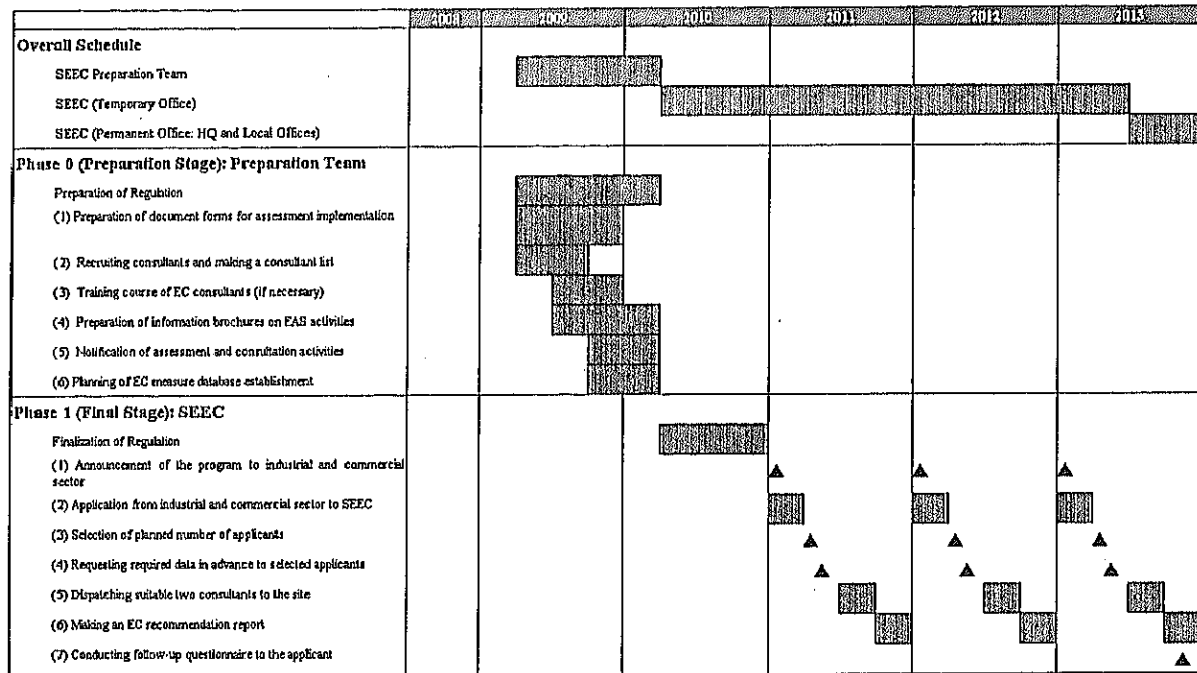 2008 2009 2010 2011 2012 2013
Overall Schedule
SEEC Preparation Team
SEEC (Temporary Office)
SEEC (Permanent Office: HQ and Local Offices)
Phase 0 (Preparation Stage): Preparation Team
Preparation of Regulation
(1) Preparation of document forms for assessment implementation
(2) Recruiting consultants and making a consultant list
(3) Training course of EC consultants (if necessary)
(4) Preparation of information brochures on EAS activities
(5) Notification of assessment and consultation activities
(6) Planning of EC measure database establishment
Phase 1 (Final Stage): SEEC
Finalization of Regulation
(1) Announcement of the program to industrial and commercial
sector
(2) Application from industrial and commercial sector to SEEC
(3) Selection of planned number of applicants
(4) Requesting required data in advance to selected applicants
(5) Dispatching suitable two consultants to the site
(6) Making an EC recommendation report
(7) Conducting follow-up questionnaire to the applicant